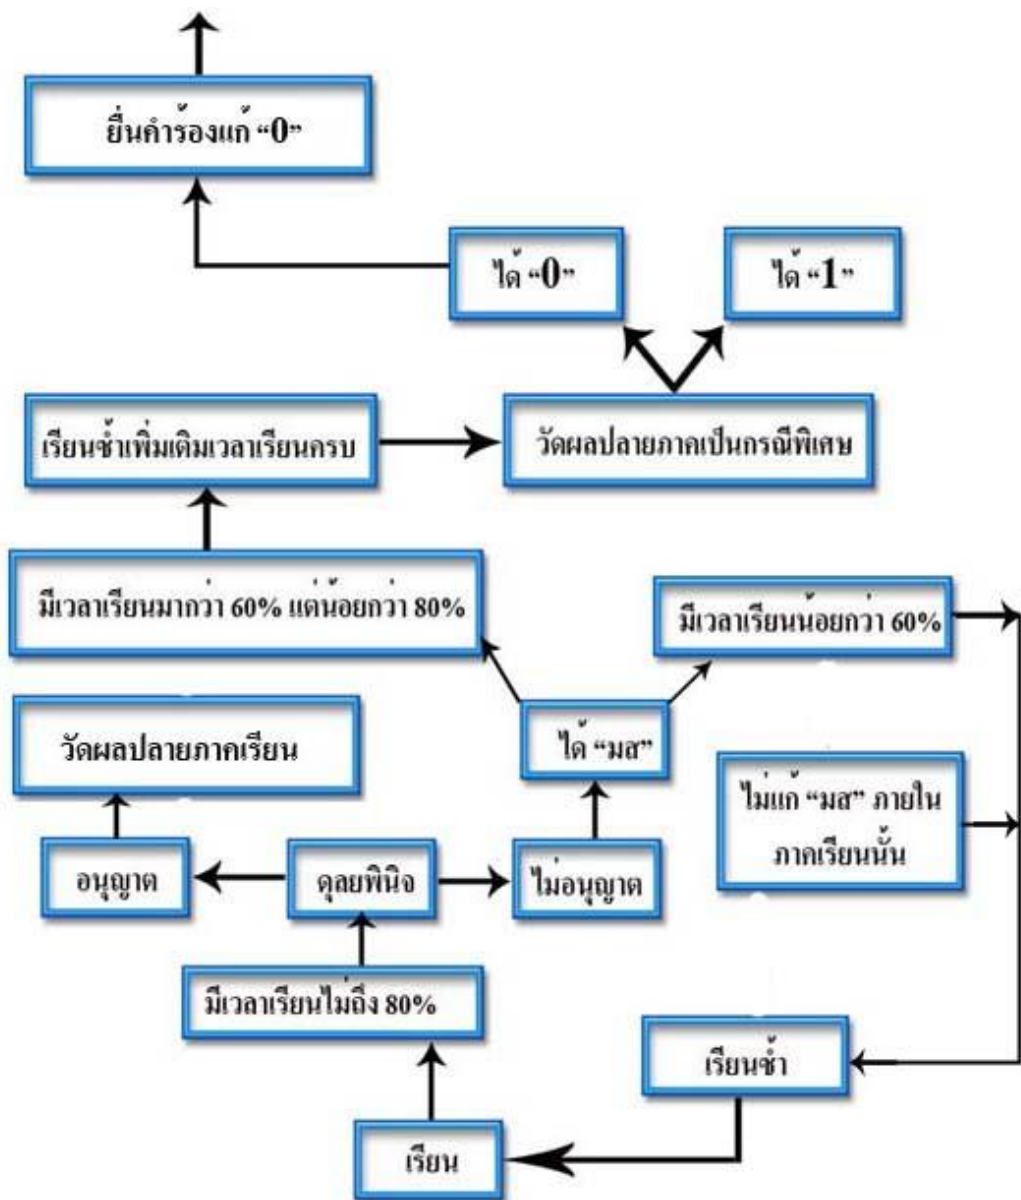 ยื่นคำร้องแก้ “0”
ได้ “0”
ได้ “1”
เรียนซ้ำเพิ่มเติมเวลาเรียนครบ
วัดผลปลายภาคเป็นกรณีพิเศษ
มีเวลาเรียนมากว่า 60% แต่น้อยกว่า 80%
มีเวลาเรียนน้อยกว่า 60%
วัดผลปลายภาคเรียน
ได้ “มส”
ไม่แก้ “มส” ภายใน
ภาคเรียนนั้น
อนุญาต
ดุลยพินิจ
ไม่อนุญาต
มีเวลาเรียนไม่ถึง 80%
เรียนซ้ำ
เรียน